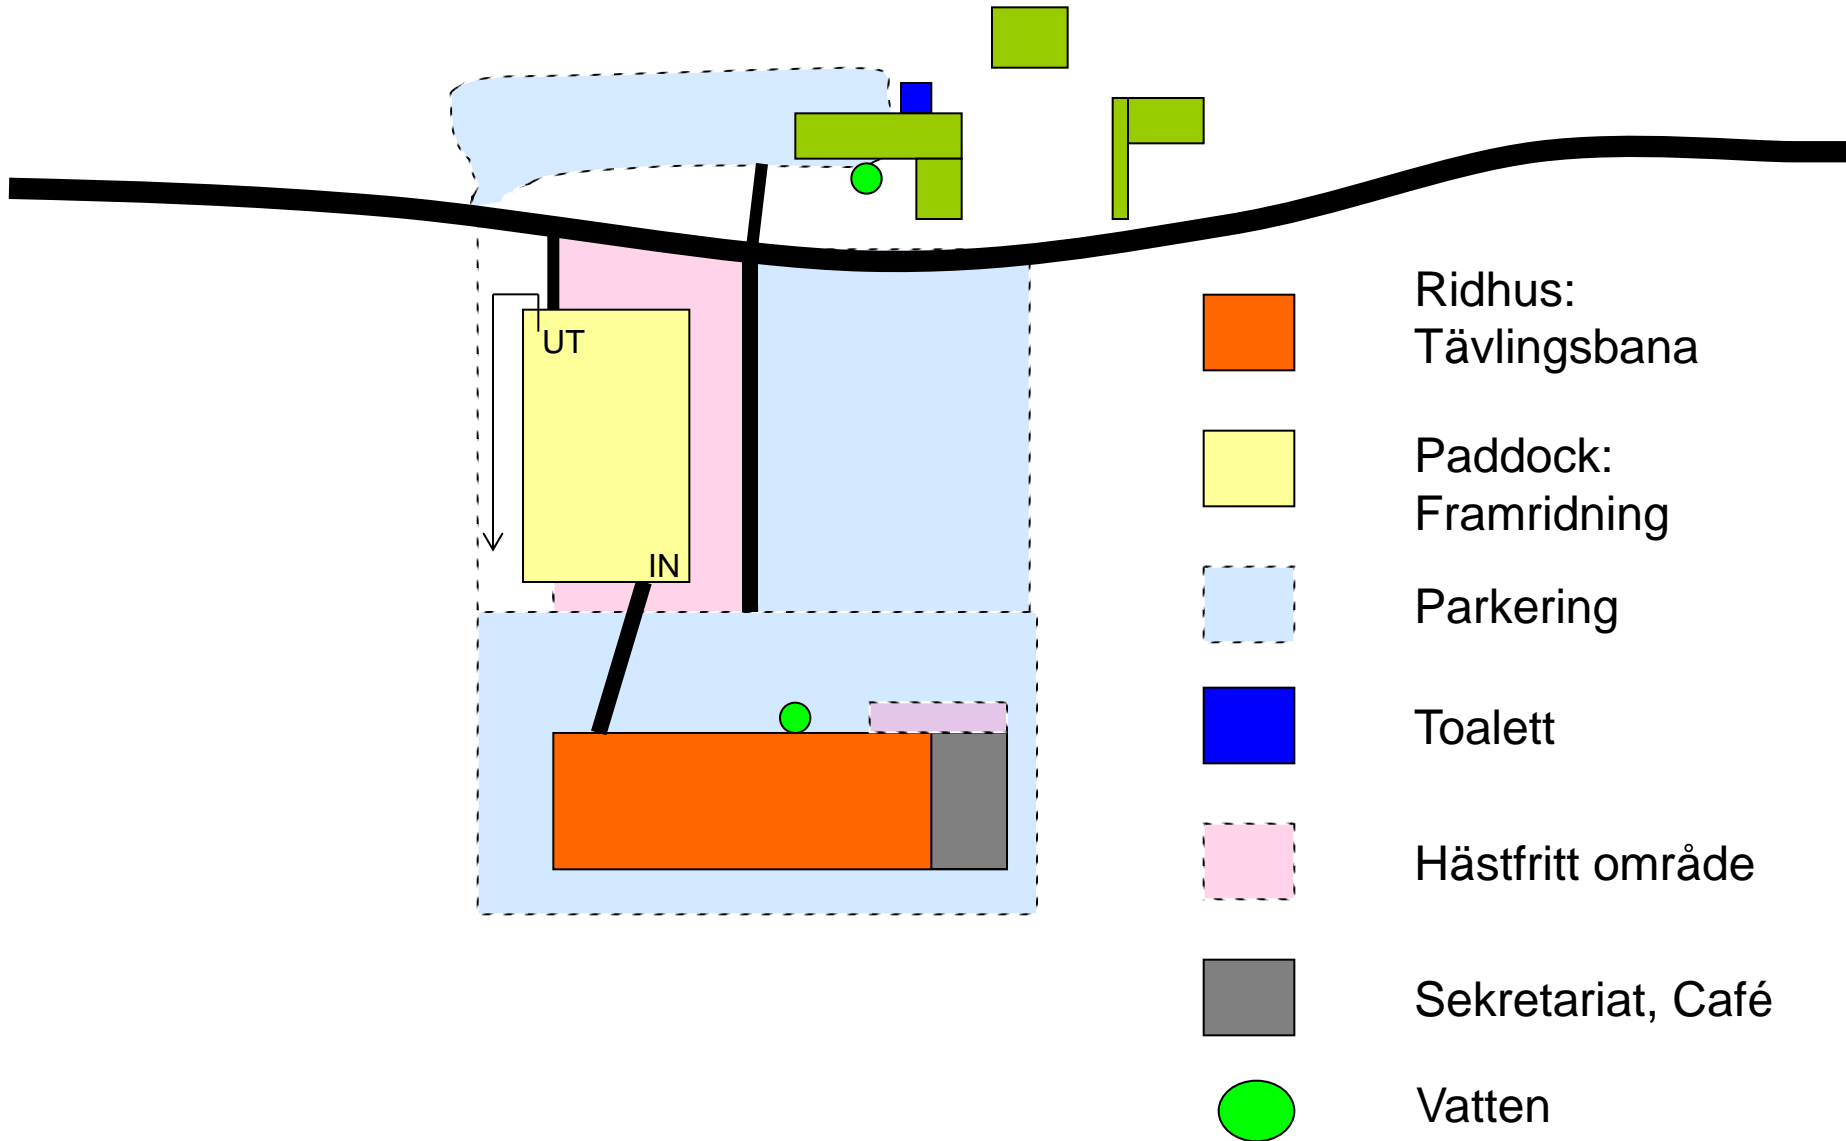 UT
IN
Ridhus:
Tävlingsbana
Paddock:
Framridning
Parkering
Toalett
Hästfritt område
Sekretariat, Café
Vatten